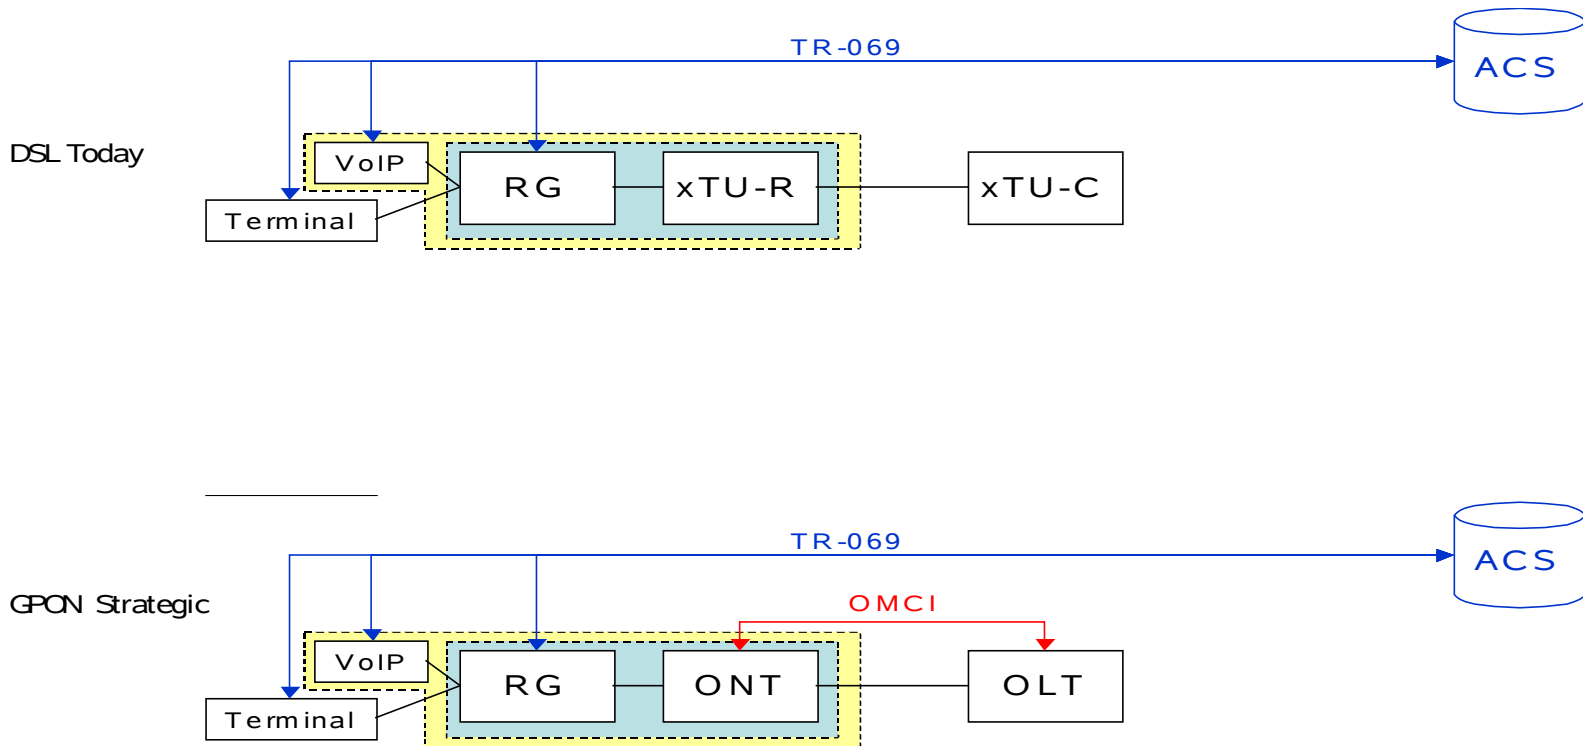 TR-069
ACS
DSL Today
VoIP
RG
xTU-R
xTU-C
Terminal
TR-069
ACS
GPON Strategic
OMCI
VoIP
RG
ONT
OLT
Terminal